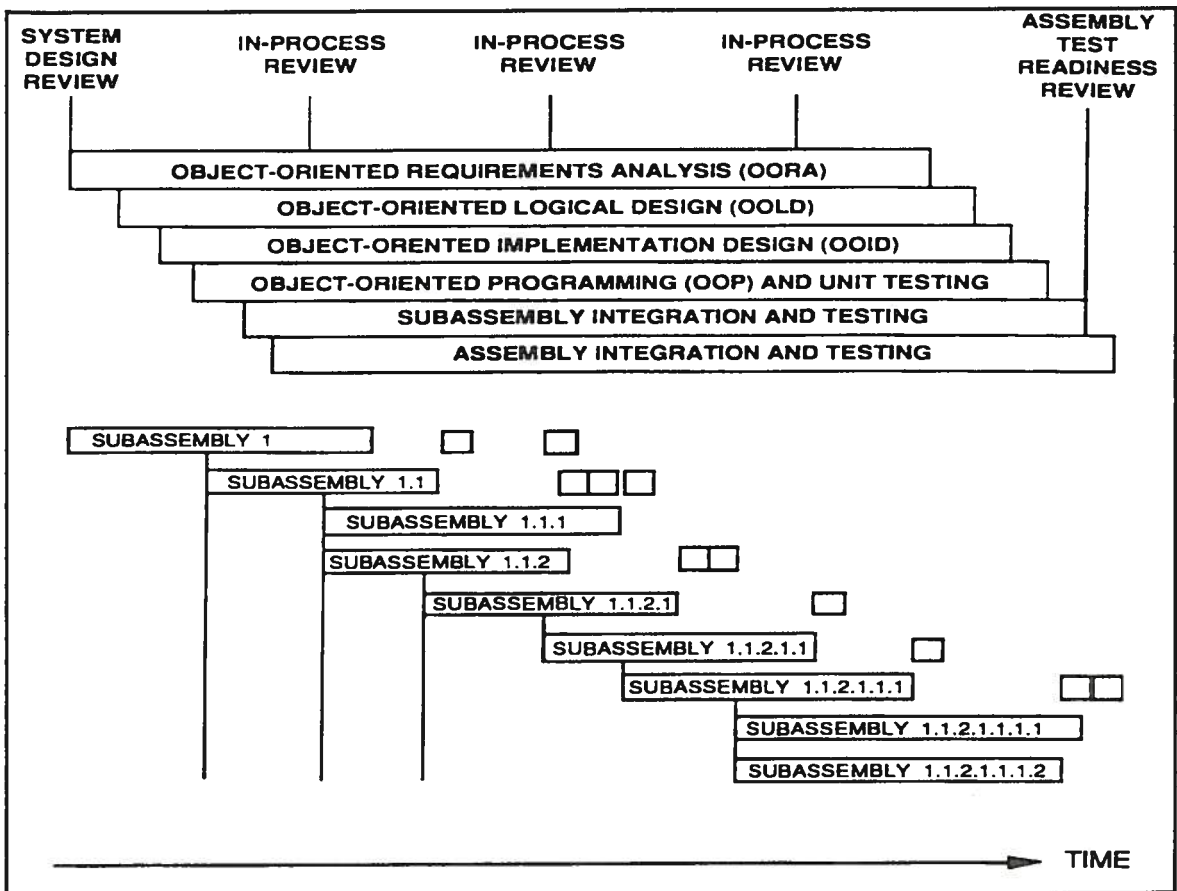 SYSTEM
DESIGN
REVIEW
IN-PROCESS
REVIEW
IN-PROCESS
REVIEW
IN-PROCESS
REVIEW
ASSEMBLY
TEST
READINESS
REVIEW
OBJECT-ORIENTED REQUIREMENTS ANALYSIS (OORA)
OBJECT-ORIENTED LOGICAL DESIGN (OOLD)
OBJECT-ORENTED IMPLEMENTATION DESIGN (OOID)
OBJECT-ORIENTED PROGRAMMING (OOP) AND UNIT TESTING
SUBASSEMBLY INTEGRATION AND TESTING
ASSEMBLY INTEGRATION AND TESTING
SUBASSEMBLY 1
SUBASSEMBLY 1.1
SUBASSEMBLY 1.1.1
SUBASSEMBLY 1.1.2
SUBASSEMBLY 1.1.2.1
SUBASSEMBLY 1.1.2.1.1
SUBASSEMBLY 1.1.2.1.1.1
SUBASSEMBLY 1.1.2.1.1.1.1
SUBASSEMBLY 1.1.2.1.1.1.2
TIME